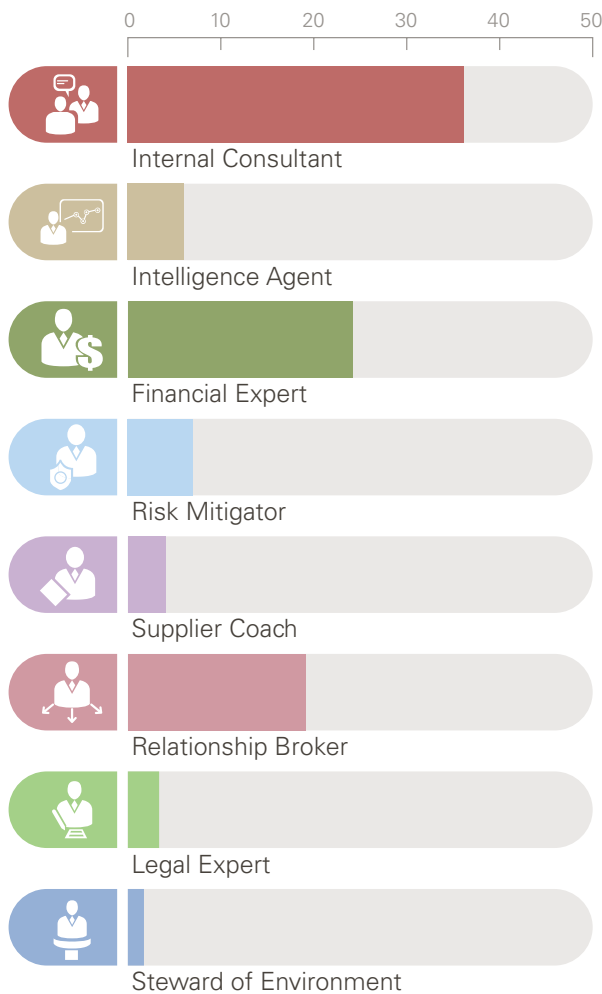 0 10 20 30 40 50
Internal Consultant
Intelligence Agent
$
Financial Expert
Risk Mitigator
Supplier Coach
Relationship Broker
Legal Expert
Steward of Environment